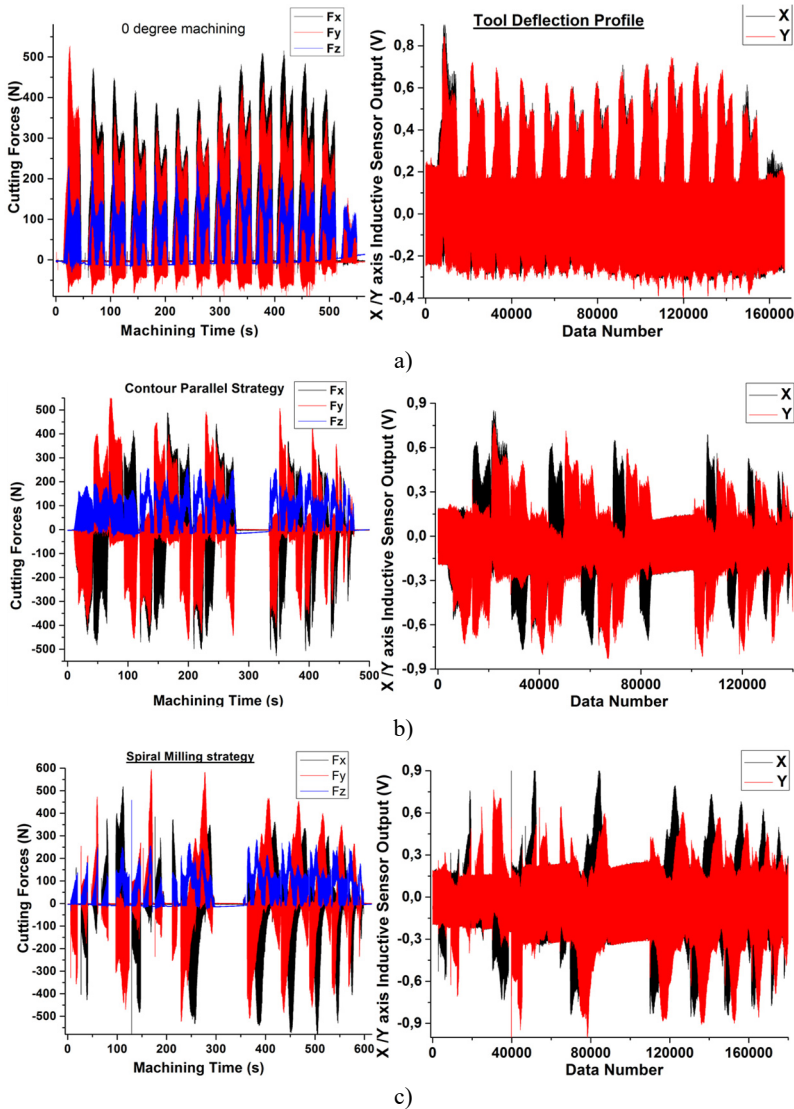 0 degree machining
Fx
Fy
Fz
500
400
300
200
100
0
Cutting Forces (N)
0 100 200 300 400 500
Machining Time (s)
Tool Deflection Profile
X
Y
0,8
0,6
0,4
0,2
0,0
-0,2
-0,4
X /Y axis Inductive Sensor Output (V)
0 40000 80000 120000 160000
Data Number
a)
Contour Parallel Strategy
Fx
Fy
Fz
500
400
300
200
100
0
-100
-200
-300
-400
-500
Cutting Forces (N)
0 100 200 300 400 500
Machining Time (s)
X
Y
0,9
0,6
0,3
0,0
-0,3
-0,6
-0,9
X /Y axis Inductive Sensor Output (V)
0 40000 80000 120000
Data Number
b)
Spiral Milling strategy
Fx
Fy
Fz
600
500
400
300
200
100
0
-100
-200
-300
-400
-500
Cutting Forces (N)
0 100 200 300 400 500 600
Machining Time (s)
X
Y
0,9
0,6
0,3
0,0
-0,3
-0,6
-0,9
X /Y axis Inductive Sensor Output (V)
0 40000 80000 120000 160000
Data Number
c)